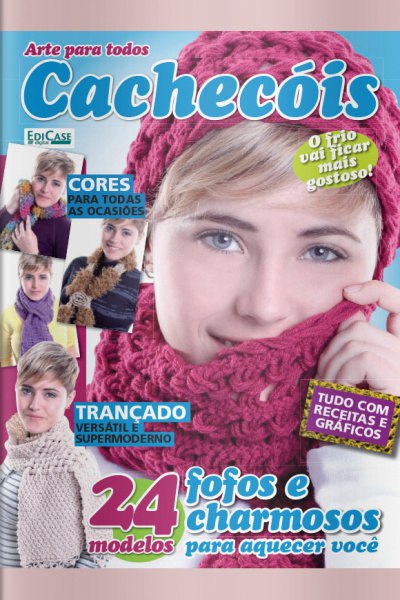 Arte para todos
Cachecóis
EDICASE
digital
O frio
vai ficar
mais
gostoso!
CORES
PARA TODAS
AS OCASIÕES
TRANÇADO
VERSÁTIL E
SUPERMODERNO
TUDO COM
RECEITAS E
GRÁFICOS
24
modelos
fofos e
charmosos
para aquecer você